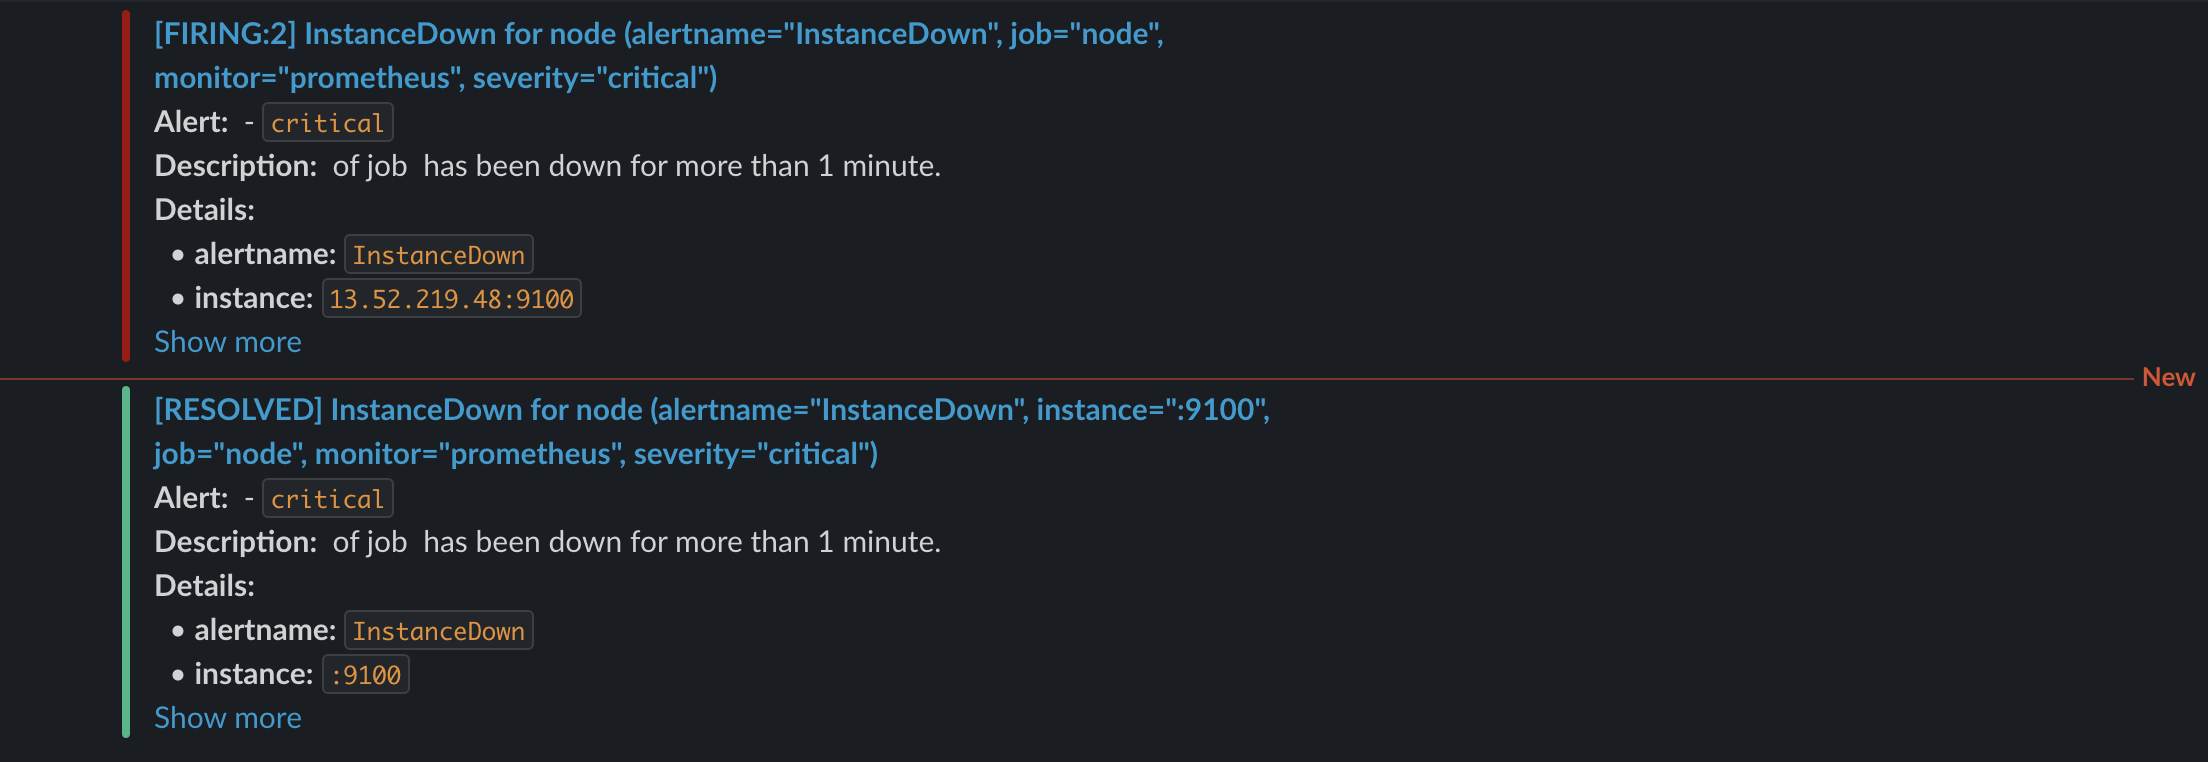 [FIRING:2] InstanceDown for node (alertname="InstanceDown", job="node",
monitor="prometheus", severity="critical")
Alert: - critical
Description: of job has been down for more than 1 minute.
Details:
• alertname: InstanceDown
• instance: 13.52.219.48:9100
Show more
New
[RESOLVED] InstanceDown for node (alertname="InstanceDown", instance=":9100",
job="node", monitor="prometheus", severity="critical")
Alert: - critical
Description: of job has been down for more than 1 minute.
Details:
• alertname: InstanceDown
• instance: :9100
Show more